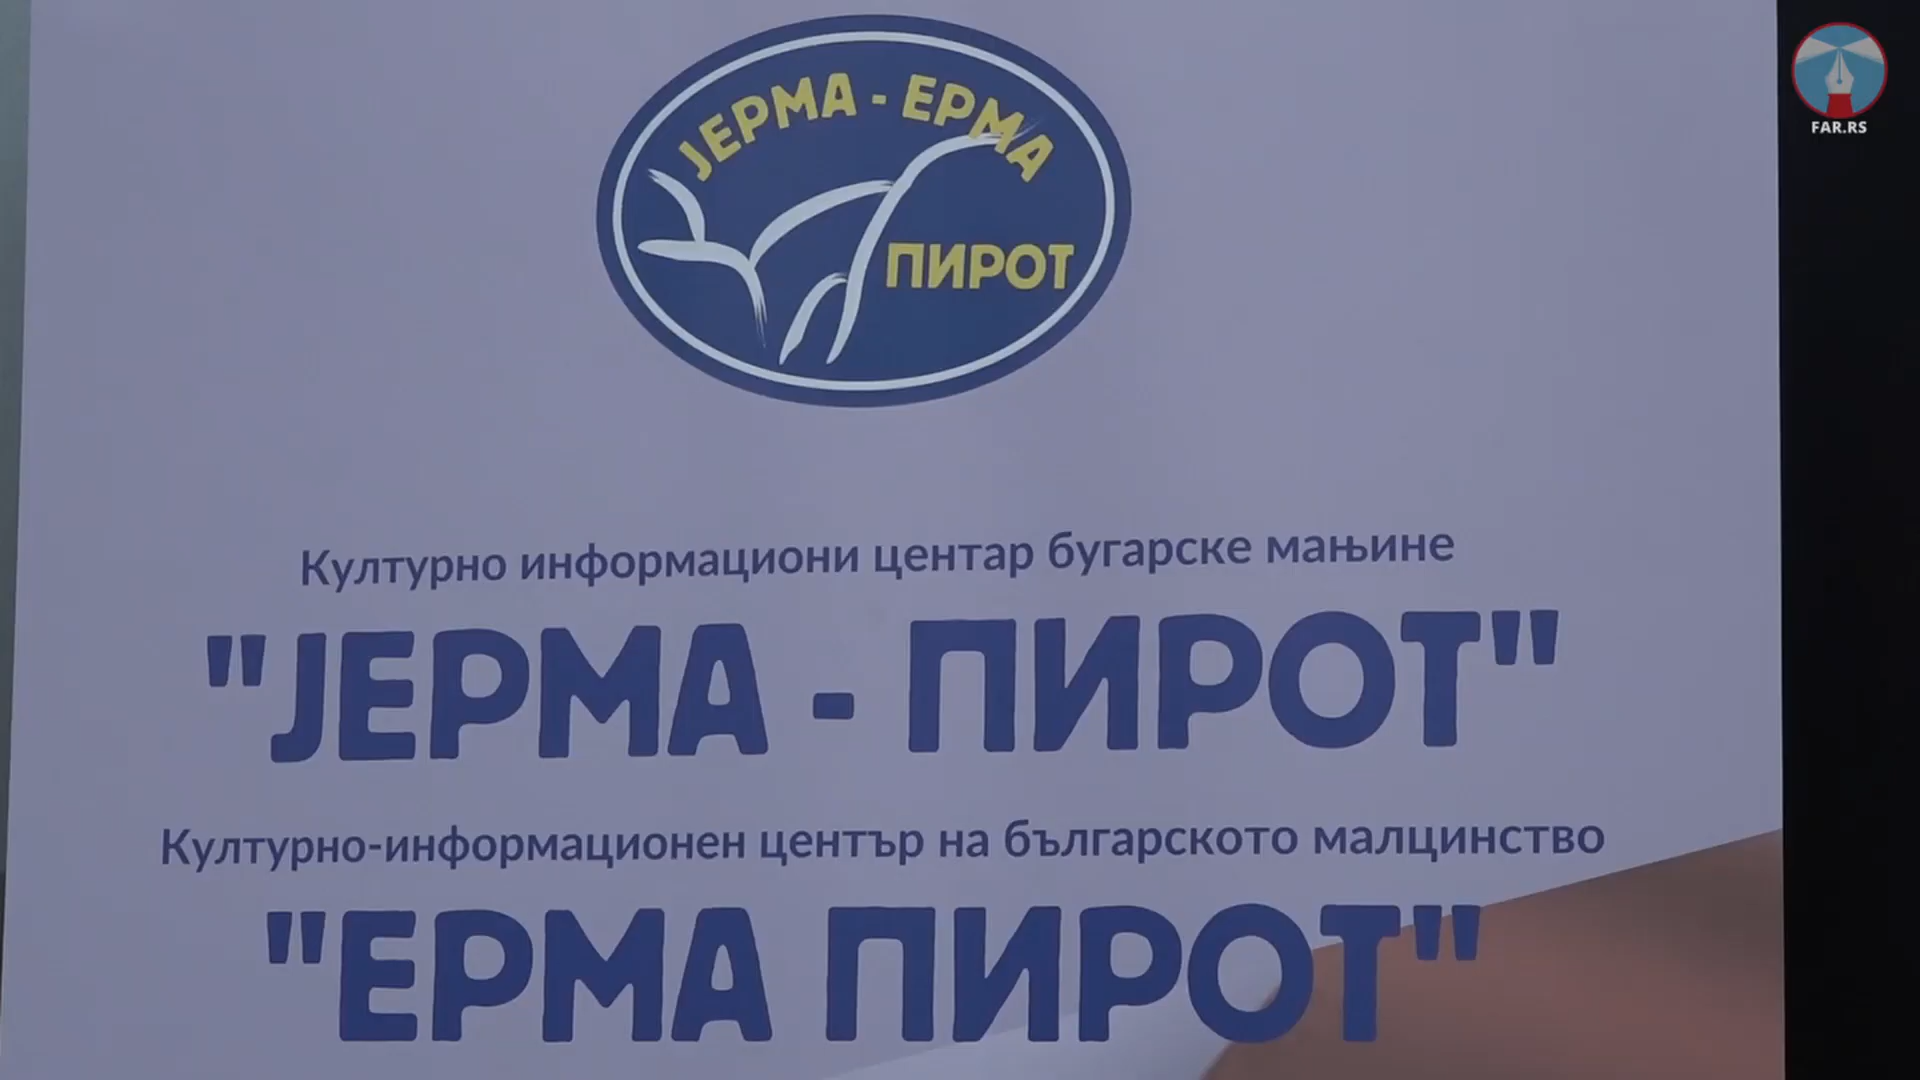 ЈЕРМА - ЕРМА
ПИРОТ
FAR.RS
Културно информациони центар бугарске мањине
"ЈЕРМА - ПИРОТ"
Културно-информационен център на българското малцинство
"ЕРМА ПИРОТ"